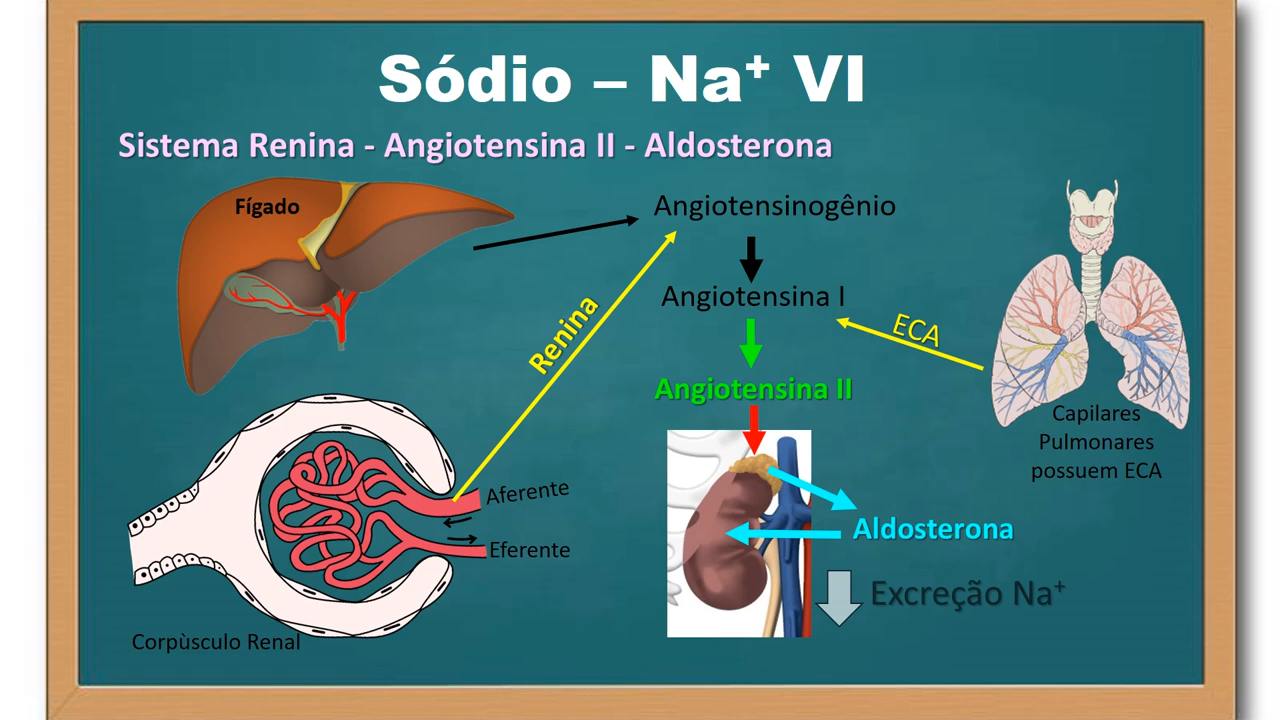 Sódio – Na⁺ VI
Sistema Renina - Angiotensina II - Aldosterona
Fígado
Angiotensinogênio
Angiotensina I
Renina
ECA
Angiotensina II
Capilares
Pulmonares
possuem ECA
Aferente
Eferente
Aldosterona
Excreção Na⁺
Corpùsculo Renal